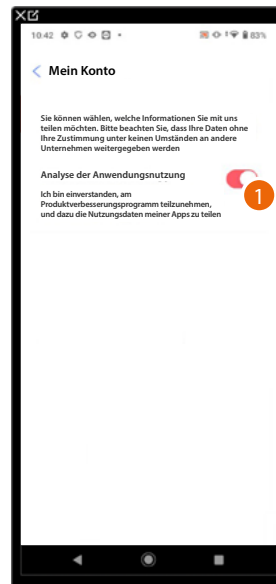 10:42
83%
Mein Konto
Sie können wählen, welche Informationen Sie mit uns
teilen möchten. Bitte beachten Sie, dass Ihre Daten ohne
Ihre Zustimmung unter keinen Umständen an andere
Unternehmen weitergegeben werden
Analyse der Anwendungsnutzung
1
Ich bin einverstanden, am
Produktverbesserungsprogramm teilzunehmen,
und dazu die Nutzungsdaten meiner Apps zu teilen